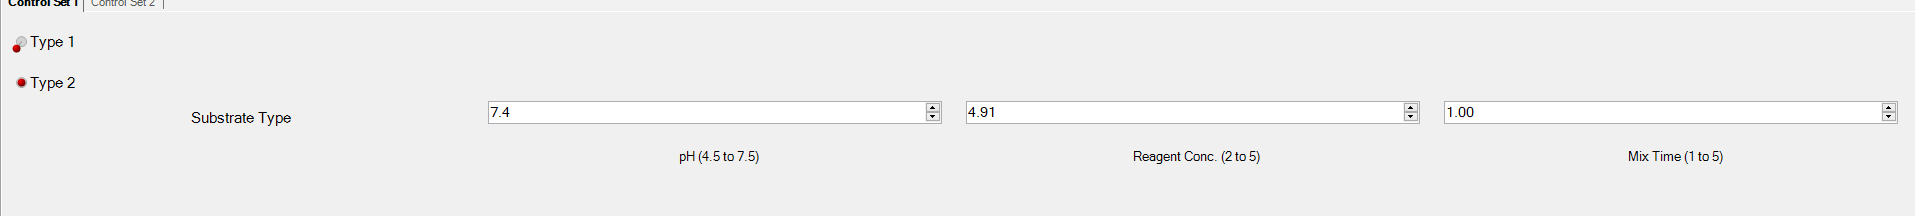 Control Set 1 Control Set 2
Type 1
Type 2
Substrate Type 7.4 4.91 1.00
pH (4.5 to 7.5) Reagent Conc. (2 to 5) Mix Time (1 to 5)